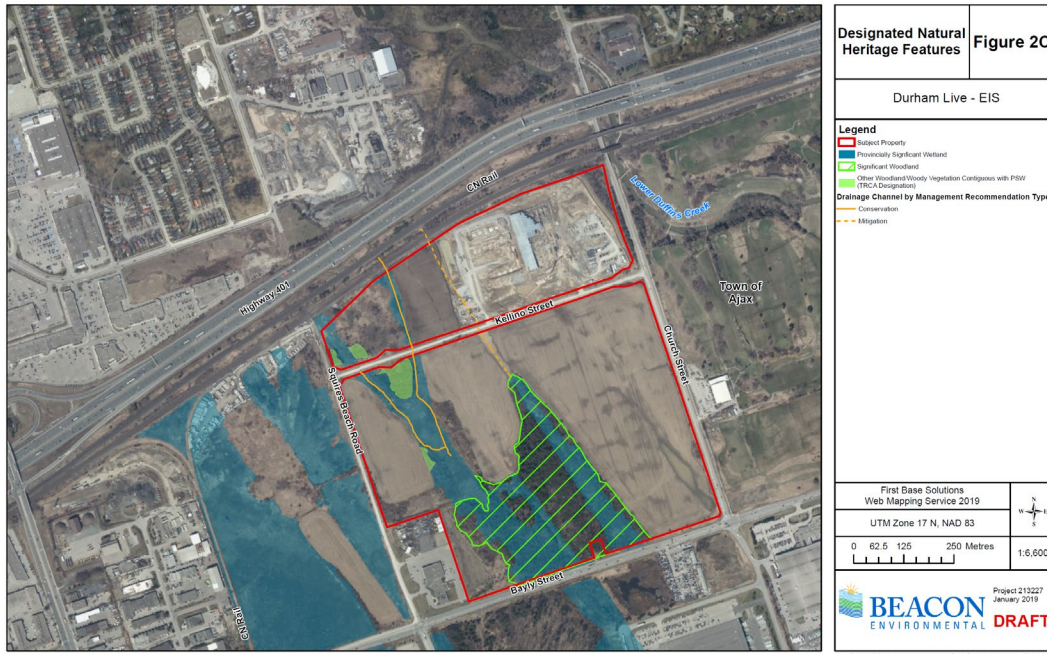 Designated Natural
Heritage Features
Figure 2C
Durham Live - EIS
Legend
Subject Property
Provincially Signficant Wetland
Significant Woodland
Other Woodland/Woody Vegetation Contiguous with PSW
(TRCA Designation)
Drainage Channel by Management Recommendation Type
Conservation
Mitigation
CN Rail
Lower Duffin's Creek
Highway 401
Town of
Ajax
Kellino Street
Church Street
Squires Beach Road
Bayly Street
CN Rail
First Base Solutions
Web Mapping Service 2019
UTM Zone 17 N, NAD 83
N
W E
S
0 62.5 125 250 Metres
1:6,600
BEACON
ENVIRONMENTAL
Project 213227
January 2019
DRAFT